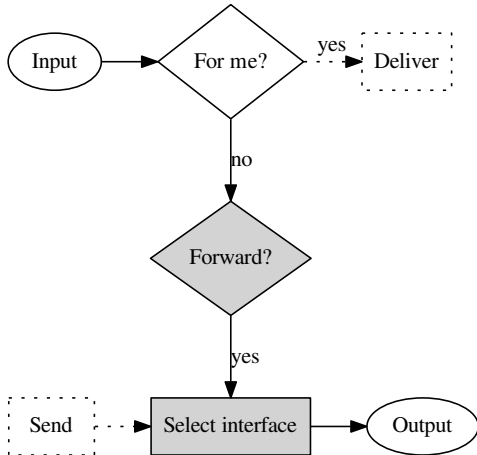 Input
For me?
yes
Deliver
no
Forward?
yes
Send
Select interface
Output